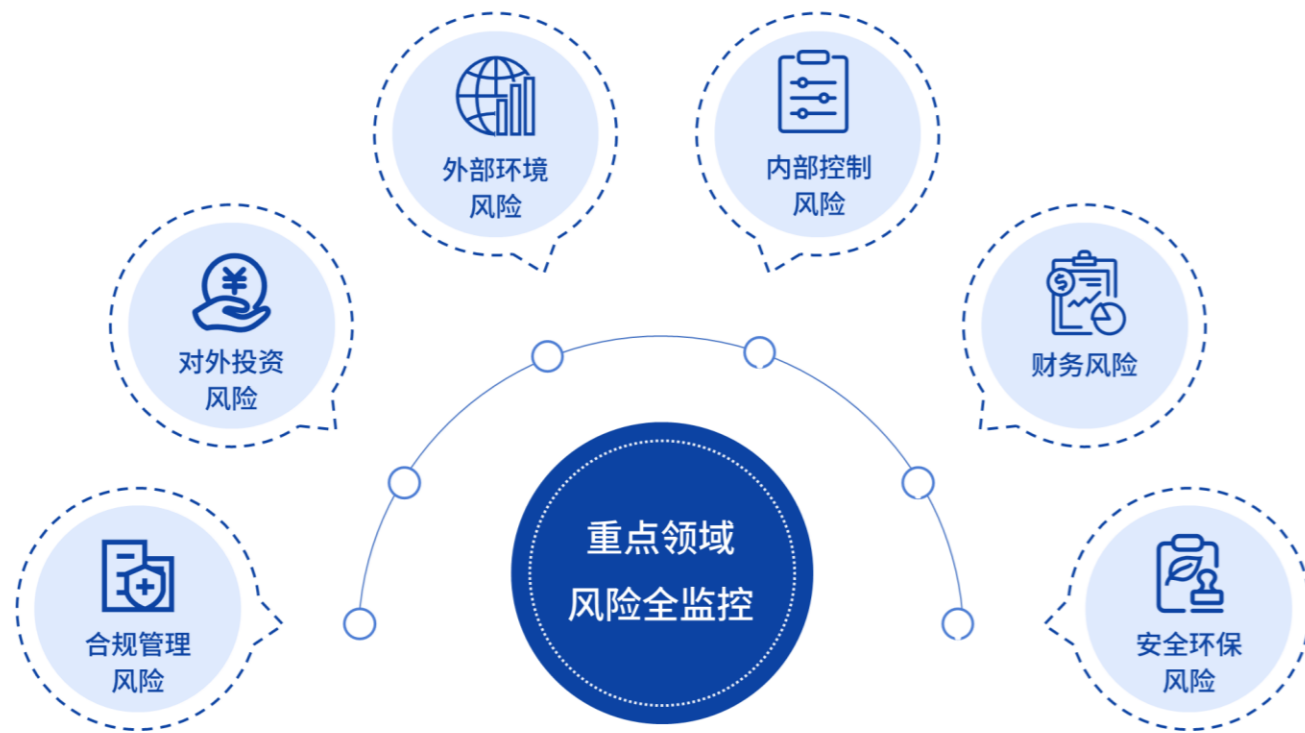 外部环境
风险
内部控制
风险
对外投资
风险
财务风险
合规管理
风险
安全环保
风险
重点领域
风险全监控